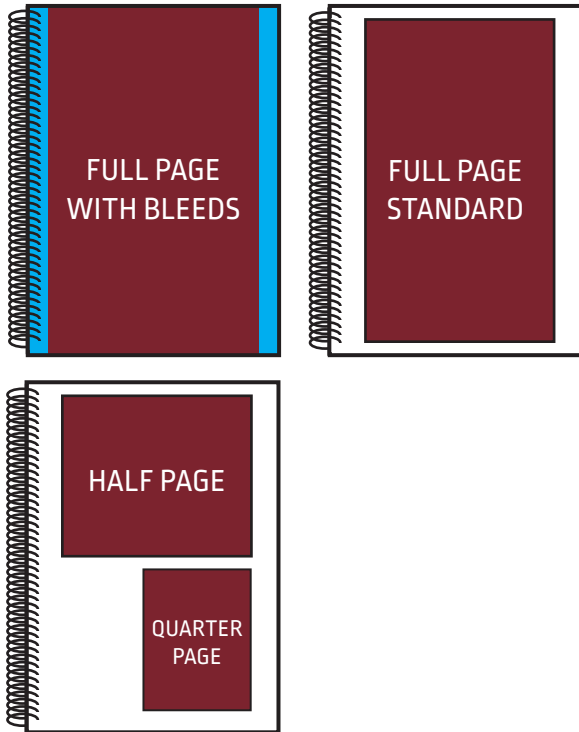 FULL PAGE
WITH BLEEDS
FULL PAGE
STANDARD
HALF PAGE
QUARTER
PAGE